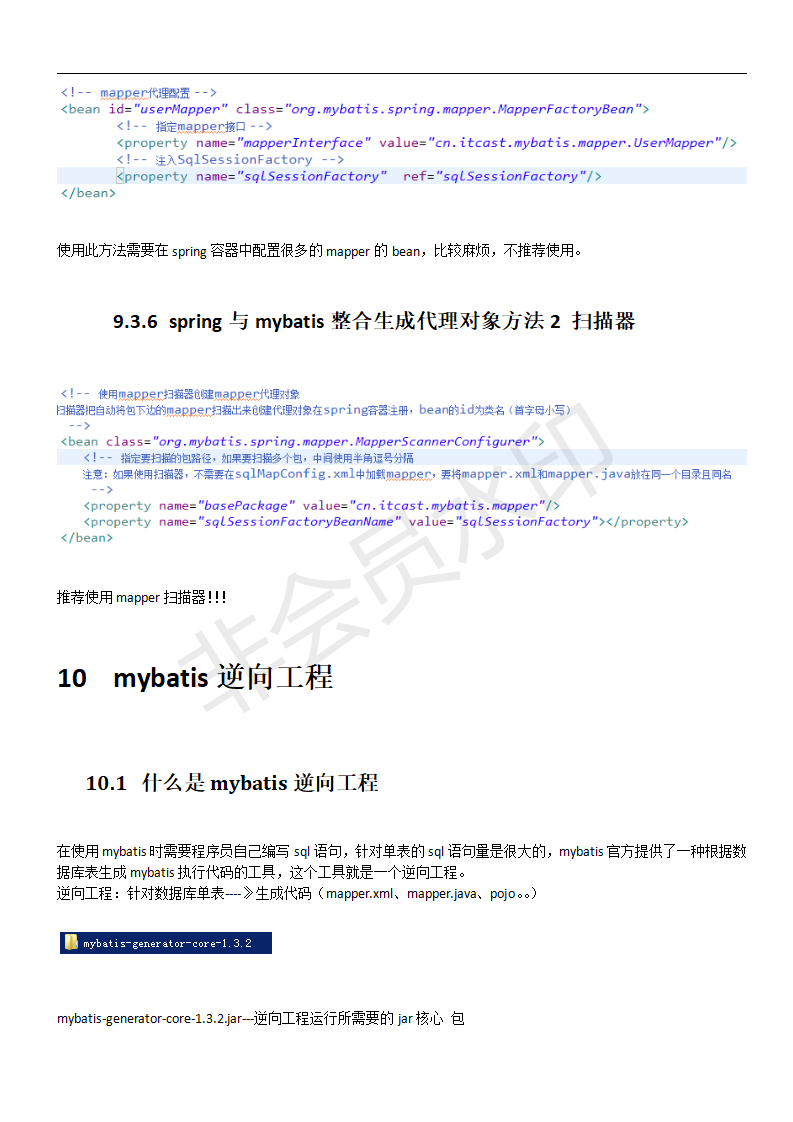 <!-- mapper代理配置 -->
<bean id="userMapper" class="org.mybatis.spring.mapper.MapperFactoryBean">
<!-- 指定mapper接口 -->
<property name="mapperInterface" value="cn.itcast.mybatis.mapper.UserMapper"/>
<!-- 注入SqlSessionFactory -->
<property name="sqlSessionFactory" ref="sqlSessionFactory"/>
</bean>
使用此方法需要在 spring 容器中配置很多的 mapper 的 bean，比较麻烦，不推荐使用。
9.3.6 spring 与 mybatis 整合生成代理对象方法 2 扫描器
<!-- 使用mapper扫描器创建mapper代理对象
扫描器把自动将包下边的mapper扫描出来创建代理对象在spring容器注册，bean的id为类名（首字母小写）
-->
<bean class="org.mybatis.spring.mapper.MapperScannerConfigurer">
<!-- 指定要扫描的包路径，如果要扫描多个包，中间使用半角逗号分隔
注意：如果使用扫描器，不需要在sqlMapConfig.xml中加载mapper，要将mapper.xml和mapper.java放在同一个目录且同名
-->
<property name="basePackage" value="cn.itcast.mybatis.mapper"/>
<property name="sqlSessionFactoryBeanName" value="sqlSessionFactory"></property>
</bean>
推荐使用 mapper 扫描器！！！
10 mybatis 逆向工程
10.1 什么是 mybatis 逆向工程
在使用 mybatis 时需要程序员自己编写 sql 语句，针对单表的 sql 语句量是很大的，mybatis 官方提供了一种根据数
据库表生成 mybatis 执行代码的工具，这个工具就是一个逆向工程。
逆向工程：针对数据库单表----》生成代码（mapper.xml、mapper.java、pojo。。）
mybatis-generator-core-1.3.2
mybatis-generator-core-1.3.2.jar---逆向工程运行所需要的 jar 核心 包
非会员水印